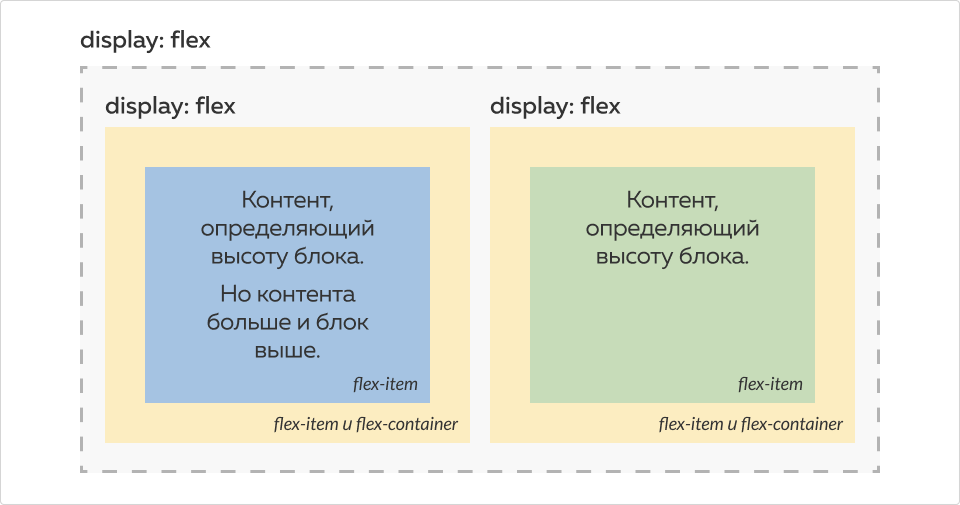 display: flex
display: flex
display: flex
Контент,
определяющий
высоту блока.
Но контента
больше и блок
выше.
flex-item
flex-item и flex-container
Контент,
определяющий
высоту блока.
flex-item
flex-item и flex-container